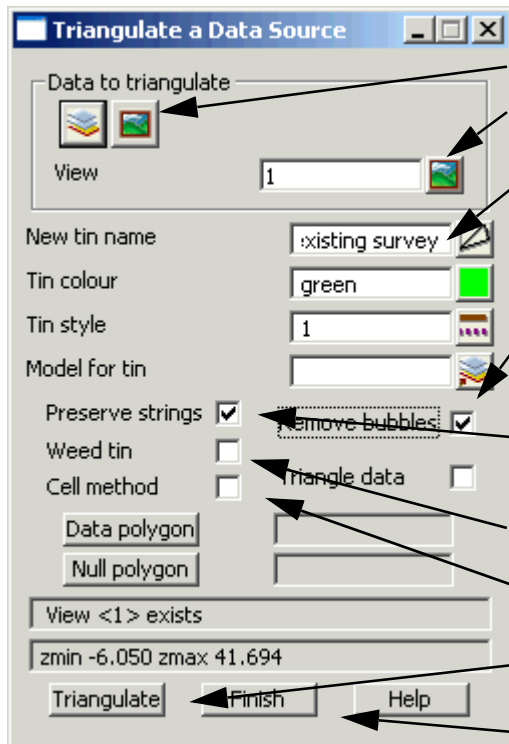 Triangulate a Data Source
Data to triangulate
View 1
New tin name xisting survey
Tin colour green
Tin style 1
Model for tin
Preserve strings Remove bubbles
Weed tin
Cell method Triangle data
Data polygon
Null polygon
View <1> exists
zmin -6.050 zmax 41.694
Triangulate Finish Help